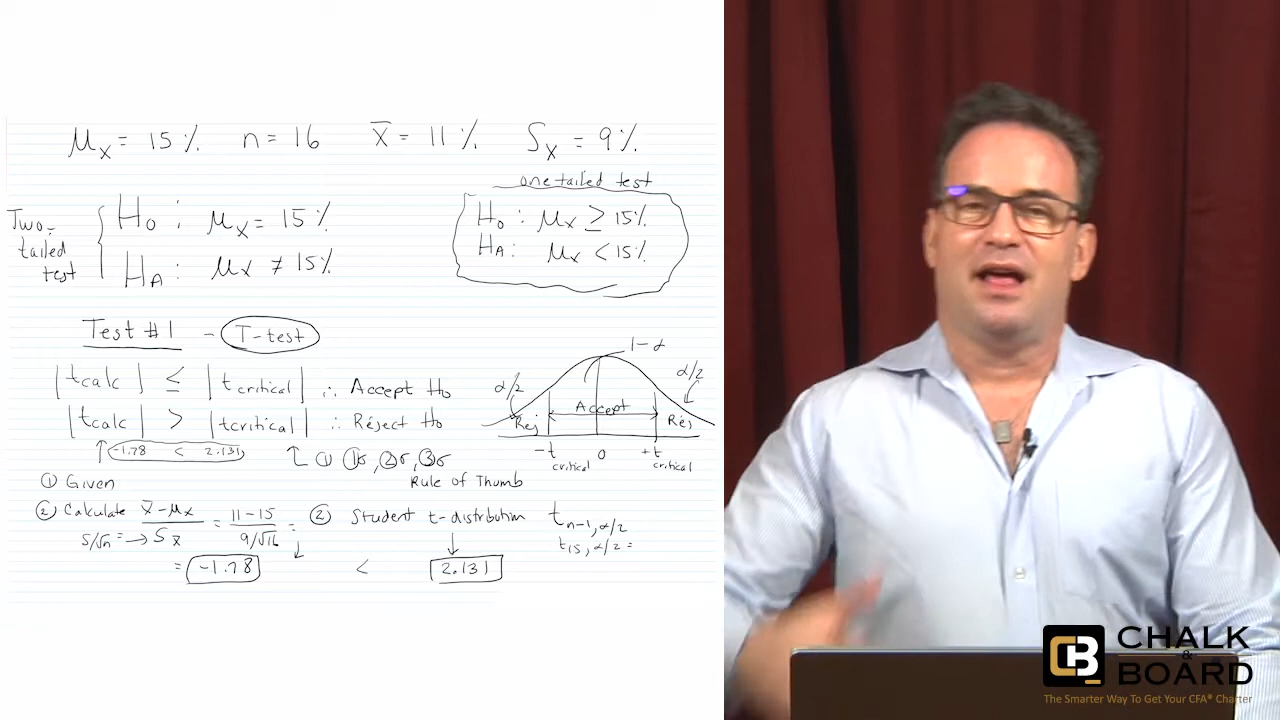 μx = 15% n = 16 x̄ = 11% Sx = 9%
one tailed test
Two-tailed test
H0 : μx = 15%
HA : μx ≠ 15%
H0 : μx ≥ 15%
HA : μx < 15%
Test #1 - T-test
|tcalc| ≤ |tcritical| ∴ Accept H0
|tcalc| > |tcritical| ∴ Reject H0
1.78 < 2.131
1-α
α/2
α/2
Rej
Accept
Rej
-t critical
0
+t critical
① 1σ, 2σ, 3σ
Rule of Thumb
① Given
② Calculate x̄-μx / S/√n → Sx̄ = 11-15 / 9/√16 =
② Student t-distribution t n-1, α/2
t15, α/2 =
= -1.78 < 2.131
CHALK
&
BOARD
CB
The Smarter Way To Get Your CFA® Charter